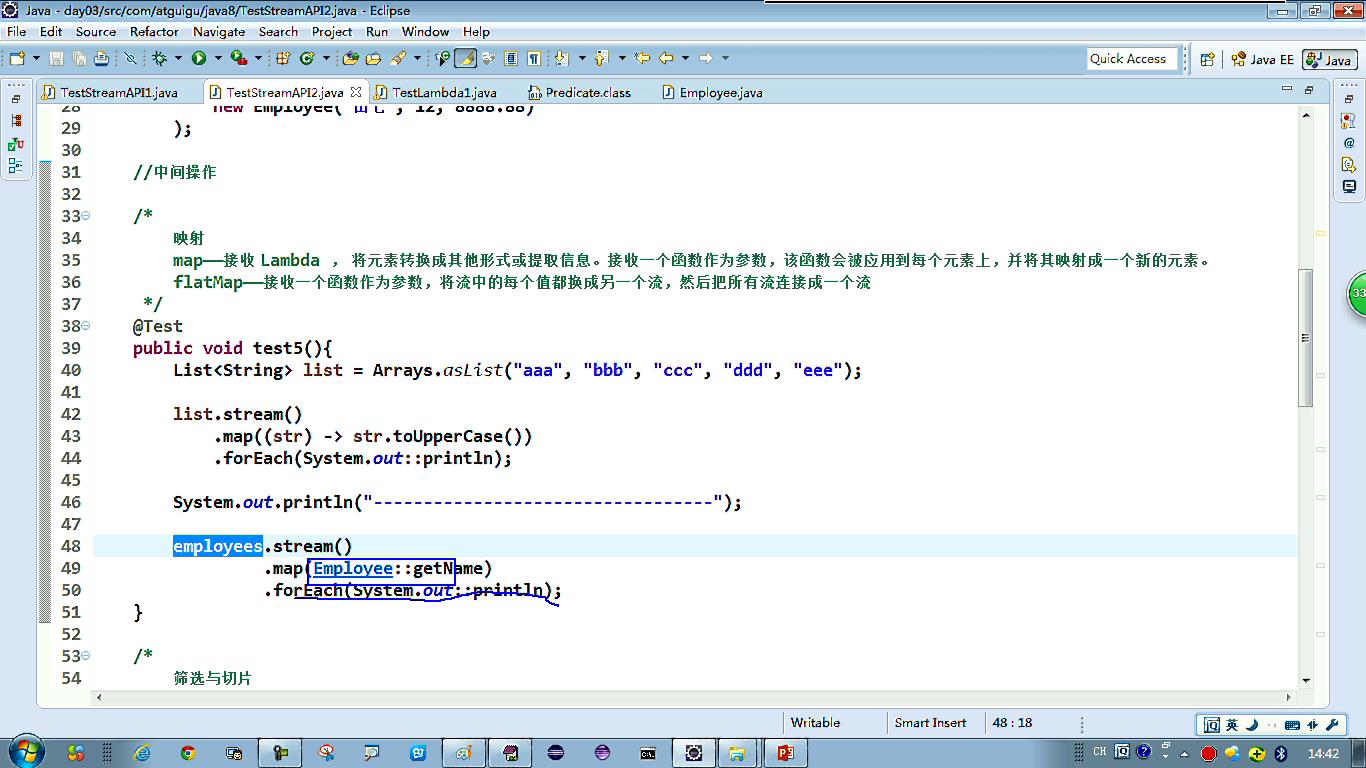 Java - day03/src/com/atguigu/java8/TestStreamAPI2.java - Eclipse
File Edit Source Refactor Navigate Search Project Run Window Help
Quick Access Java EE Java
TestStreamAPI1.java TestStreamAPI2.java TestLambda1.java Predicate.class Employee.java
28 new Employee(" ", 12, 8888.88)
29 );
30
31 //中间操作
32
33 /*
34 映射
35 map——接收 Lambda ， 将元素转换成其他形式或提取信息。接收一个函数作为参数，该函数会被应用到每个元素上，并将其映射成一个新的元素。
36 flatMap——接收一个函数作为参数，将流中的每个值都换成另一个流，然后把所有流连接成一个流
37 */
38 @Test
39 public void test5(){
40 List<String> list = Arrays.asList("aaa", "bbb", "ccc", "ddd", "eee");
41
42 list.stream()
43 .map((str) -> str.toUpperCase())
44 .forEach(System.out::println);
45
46 System.out.println("----------------------------------");
47
48 employees.stream()
49 .map(Employee::getName)
50 .forEach(System.out::println);
51 }
52
53 /*
54 筛选与切片
33
Writable Smart Insert 48 : 18
英
CH 14:42